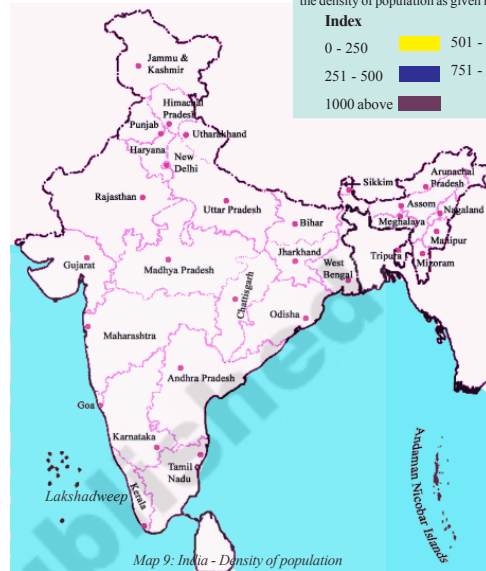 the density of population as given
Index
0 - 250
501 -
251 - 500
751 -
1000 above
Jammu &
Kashmir
Himachal
Pradesh
Punjab
Utharakhand
Haryana
New
Delhi
Rajasthan
Uttar Pradesh
Sikkim
Arunachal
Pradesh
Assom
Nagaland
Meghalaya
Manipur
Bihar
Tripura
Mizoram
Jharkhand
West
Bengal
Gujarat
Madhya Pradesh
Chattisgarh
Odisha
Maharashtra
Andhra Pradesh
Goa
Karnataka
Tamil
Nadu
Kerala
Lakshadweep
Andaman Nicobar Islands
Map 9: India - Density of population
ublished